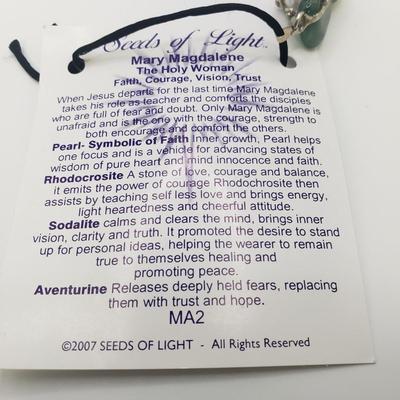 Seeds of Light™
Mary Magdalene
The Holy Woman
Faith, Courage, Vision, Trust
When Jesus departs for the last time Mary Magdalene
takes his role as teacher and comforts the disciples
who are full of fear and doubt. Only Mary Magdalene is
unafraid and is the only with the courage, strength to
both encourage and comfort the others.
Pearl- Symbolic of Faith Inner growth, Pearl helps
one focus and is a vehicle for advancing states of
wisdom of pure heart and mind innocence and faith.
Rhodocrosite A stone of love, courage and balance,
it emits the power of courage Rhodochrosite then
assists by teaching self less love and brings energy,
light heartedness and cheerful attitude.
Sodalite calms and clears the mind, brings inner
vision, clarity and truth. It promoted the desire to stand
up for personal ideas, helping the wearer to remain
true to themselves healing and
promoting peace.
Aventurine Releases deeply held fears, replacing
them with trust and hope.
MA2
©2007 SEEDS OF LIGHT - All Rights Reserved